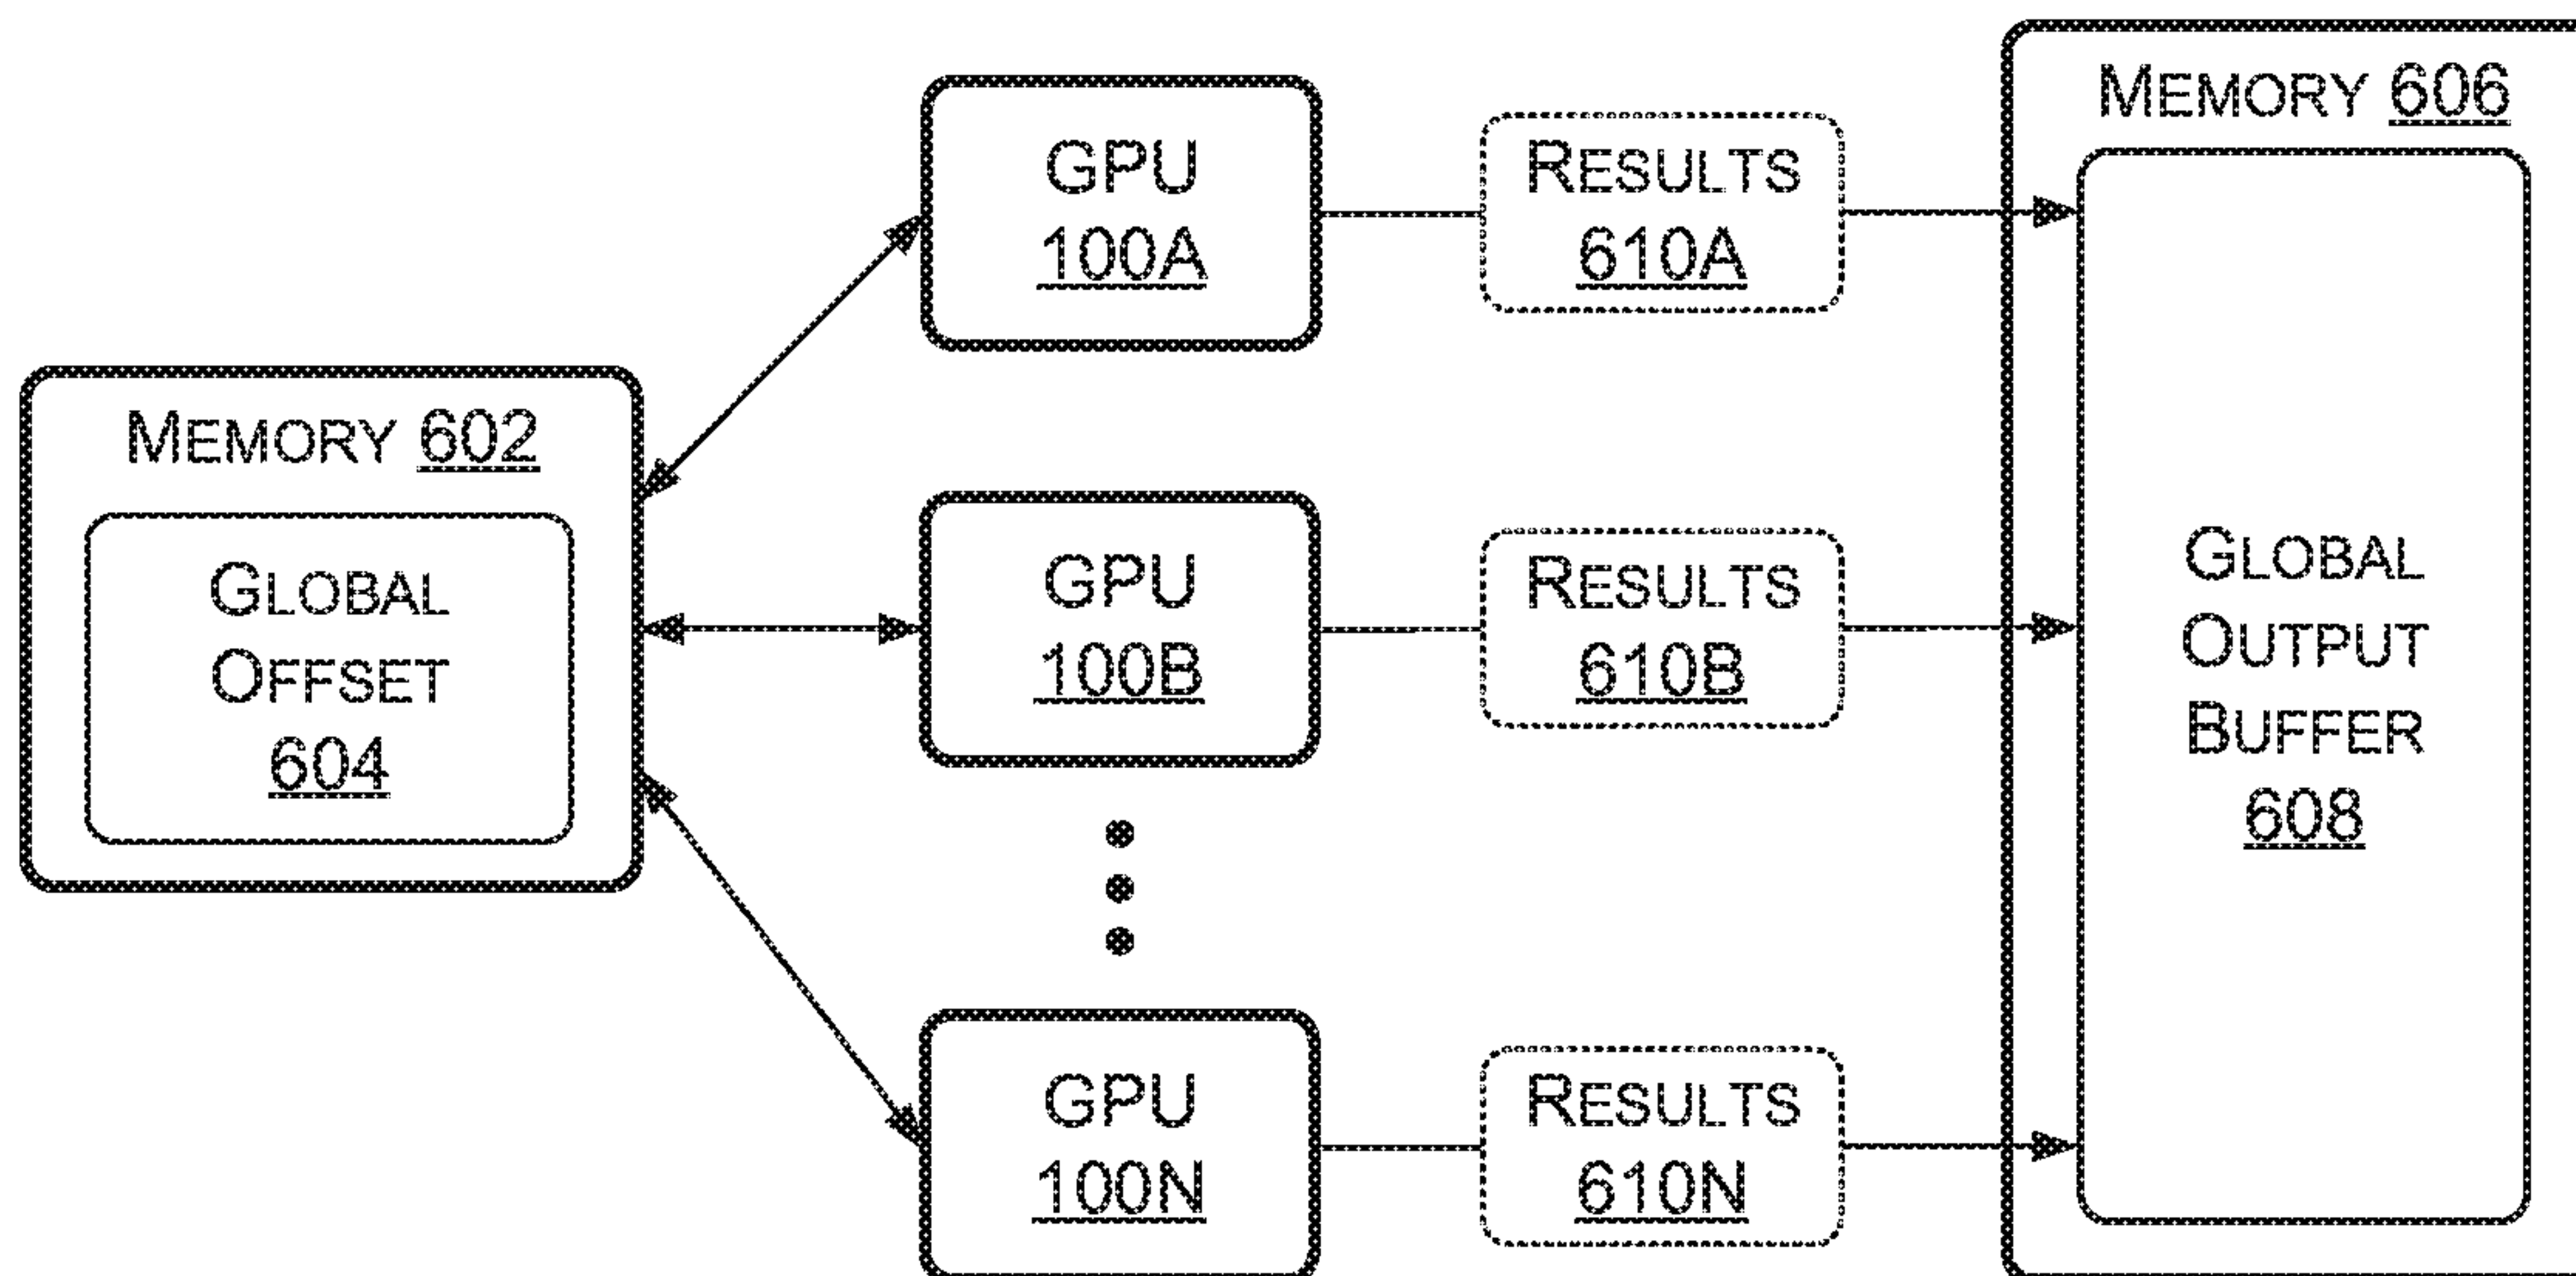 MEMORY 602
GLOBAL
OFFSET
604
GPU
100A
GPU
100B
GPU
100N
RESULTS
610A
RESULTS
610B
RESULTS
610N
MEMORY 606
GLOBAL
OUTPUT
BUFFER
608